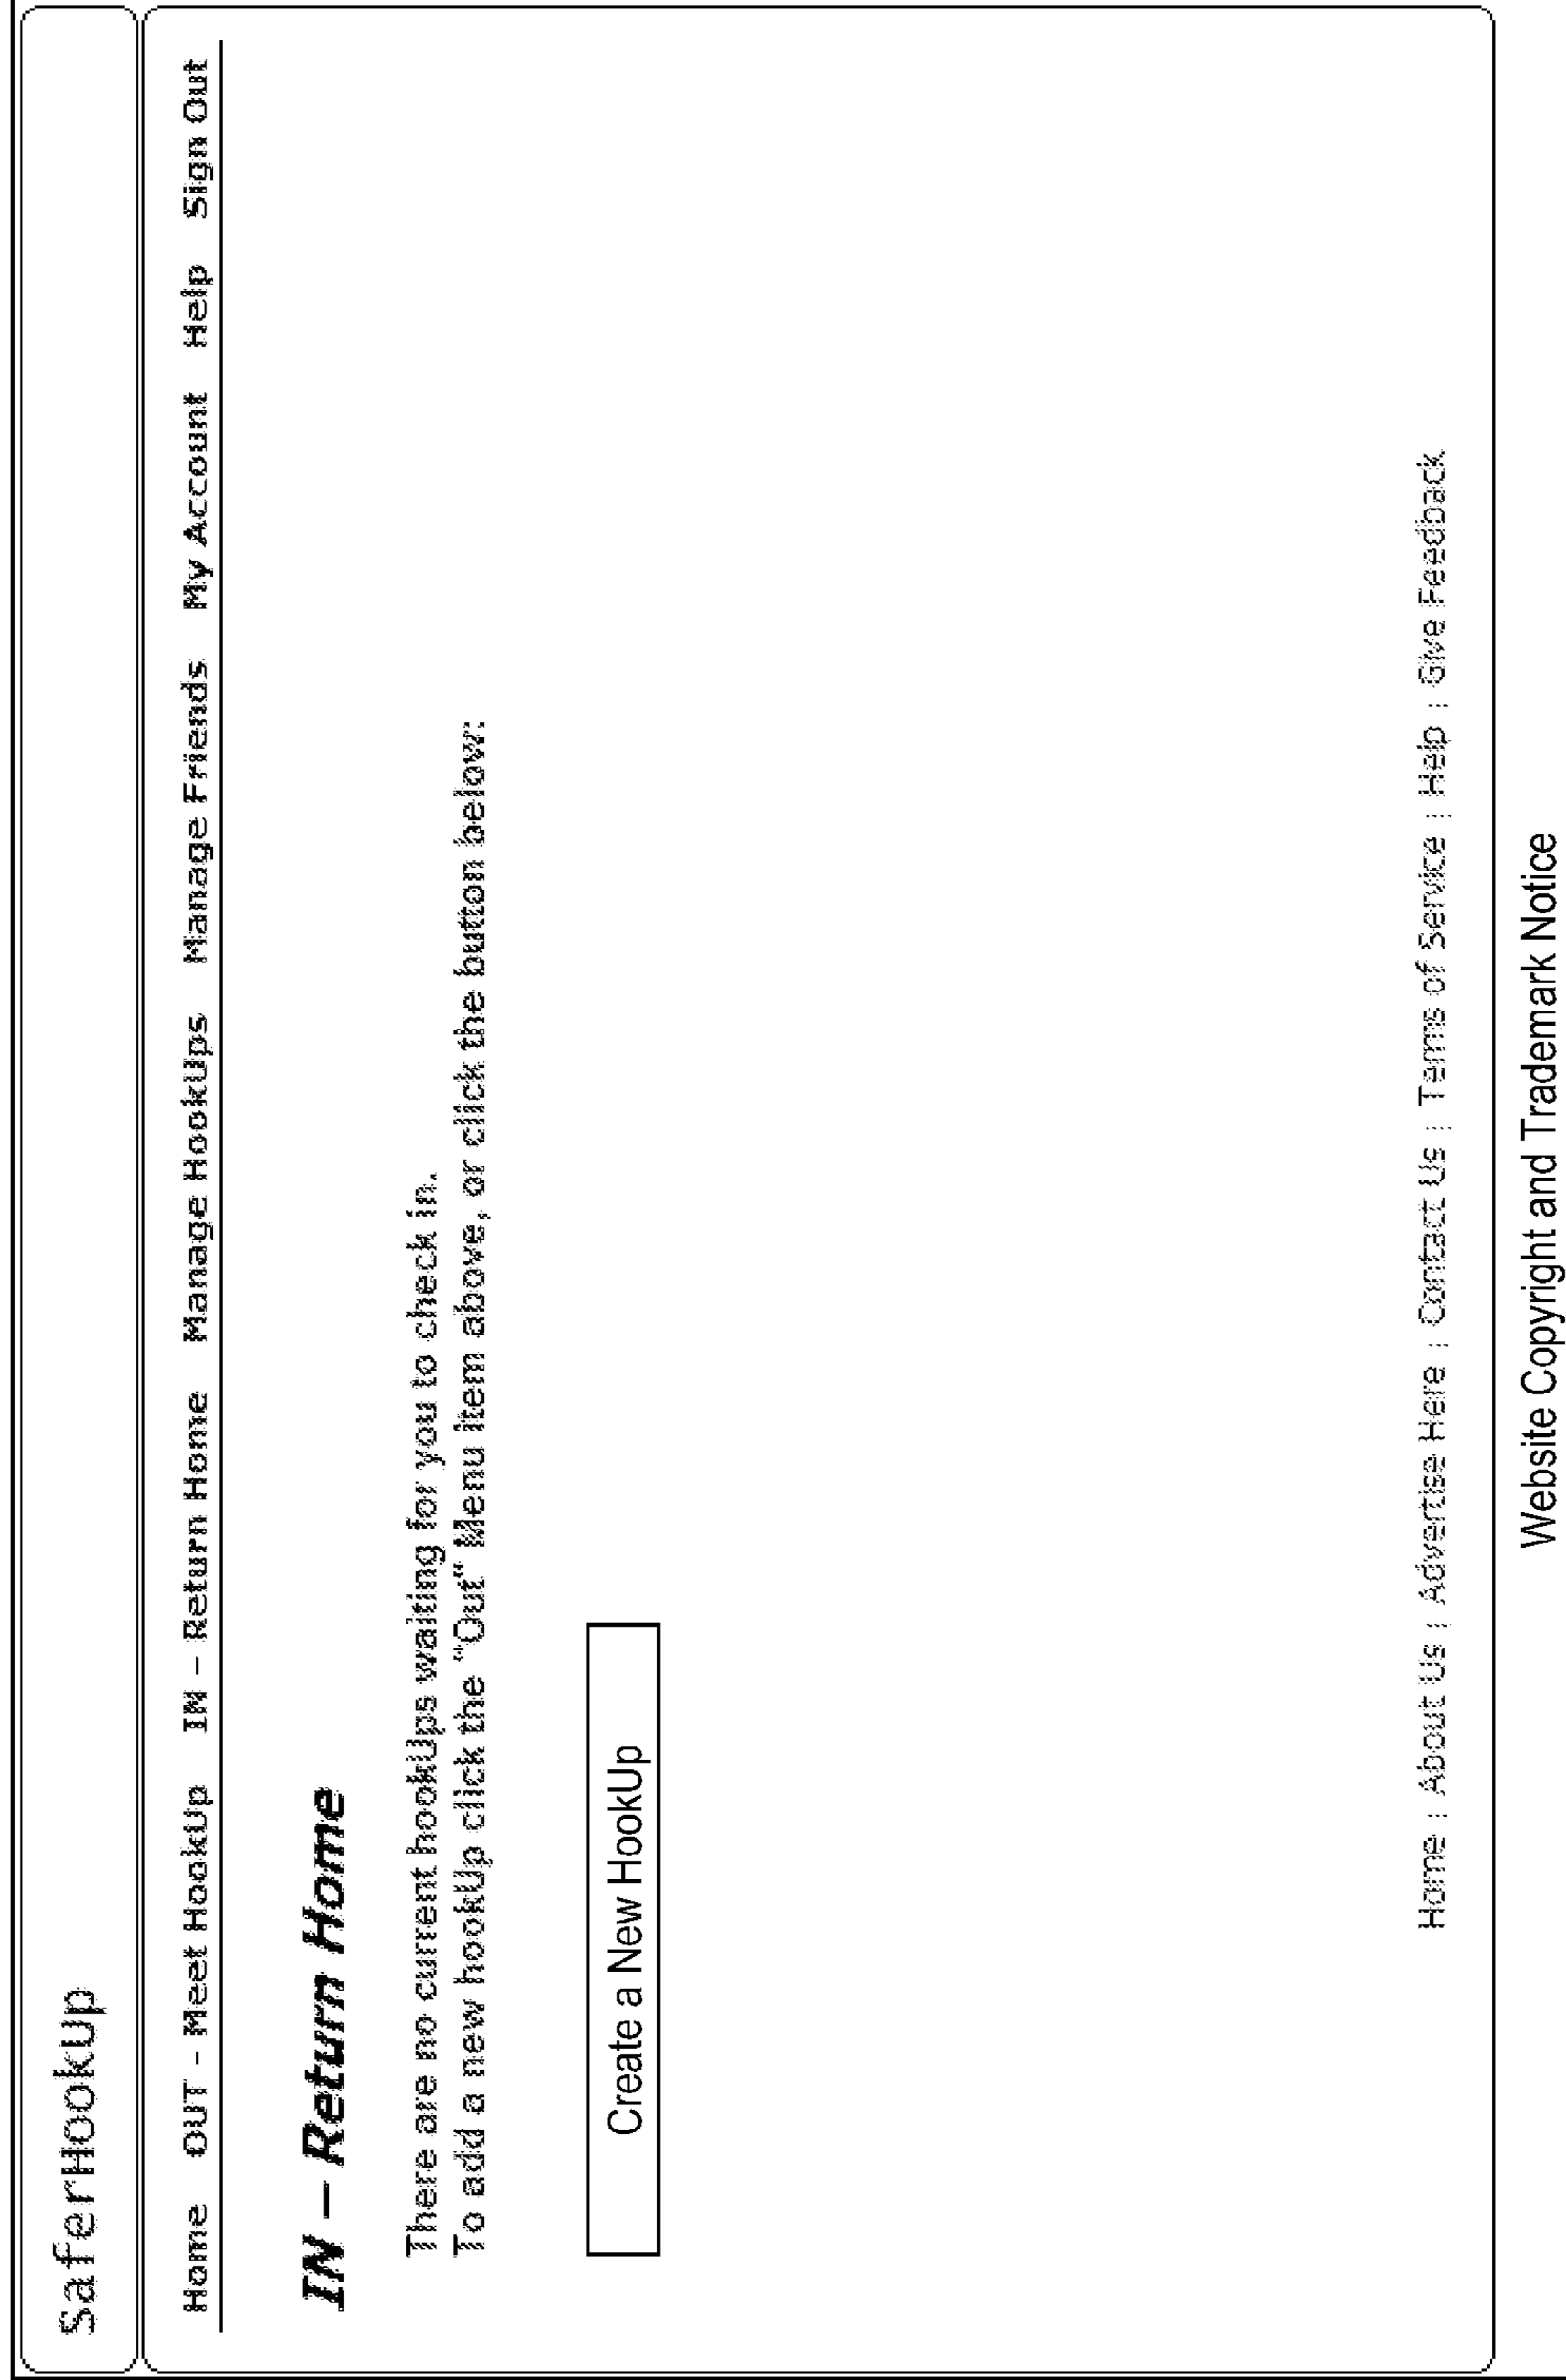 SaferHookUp
Home OUT - Meet HookUp IN - Return Home Manage HookUps Manage Friends My Account Help Sign Out
IN - Return Home
There are no current hookUps waiting for you to check in.
To add a new hookUp click the "Out" Menu item above, or click the button below:
Create a New HookUp
Home ¦ About Us ¦ Advertise Here ¦ Contact Us ¦ Terms of Service ¦ Help ¦ Give Feedback
Website Copyright and Trademark Notice